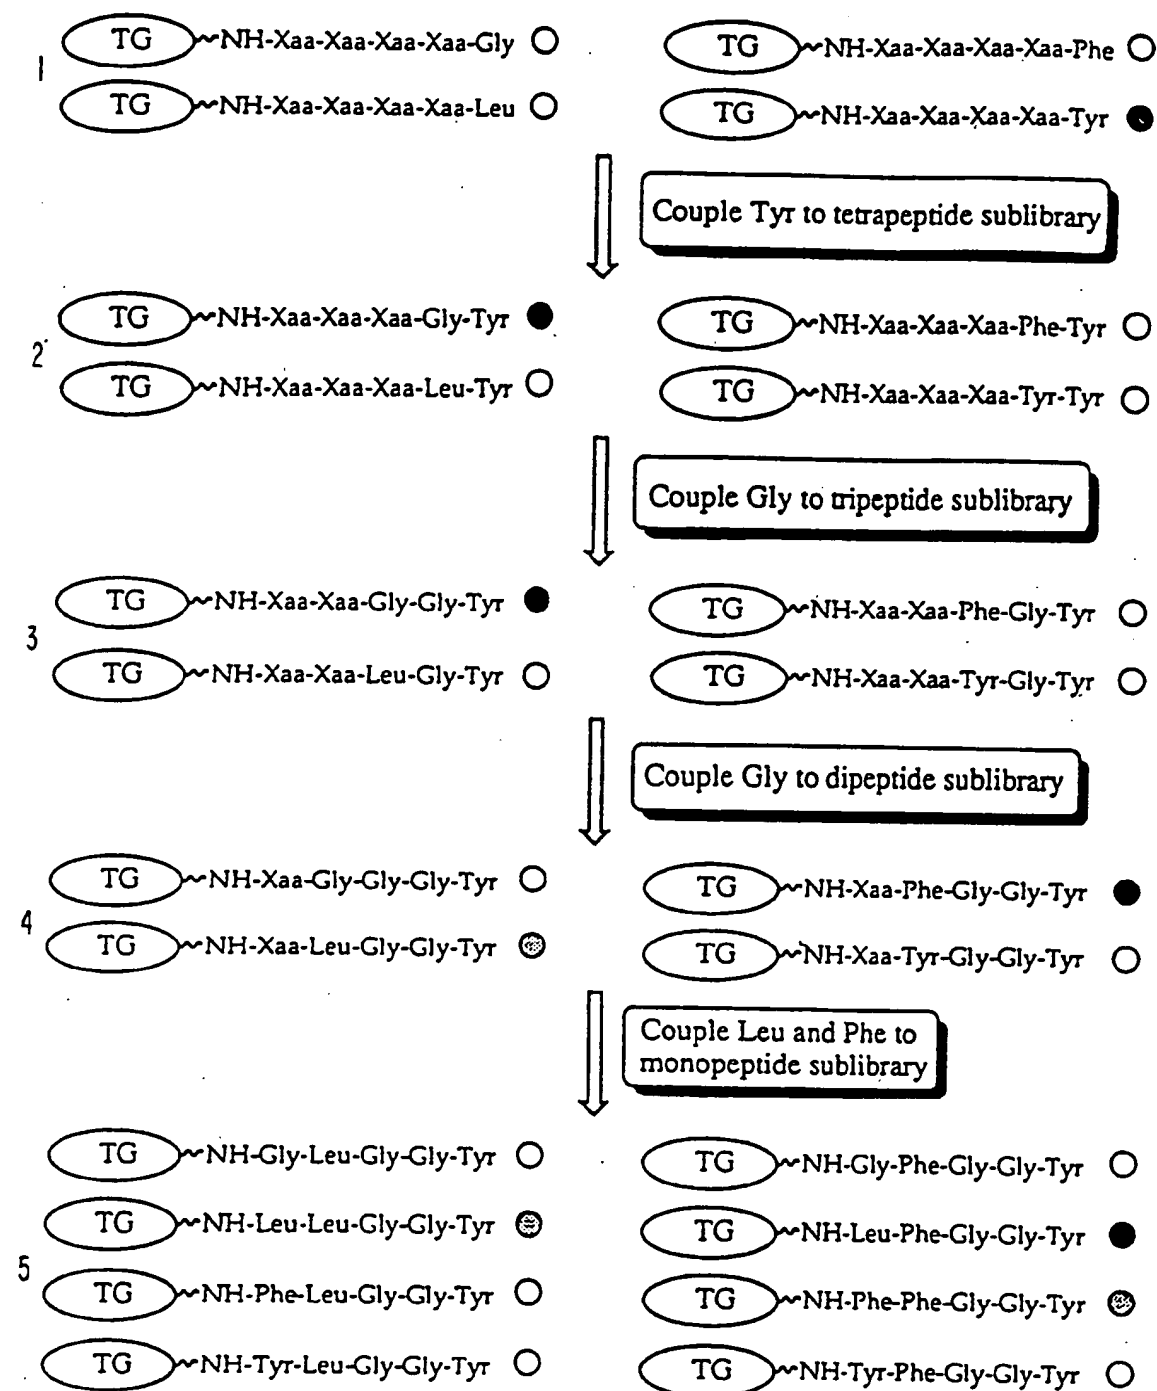 1
TG ~NH-Xaa-Xaa-Xaa-Xaa-Gly
TG ~NH-Xaa-Xaa-Xaa-Xaa-Phe
TG ~NH-Xaa-Xaa-Xaa-Xaa-Leu
TG ~NH-Xaa-Xaa-Xaa-Xaa-Tyr
Couple Tyr to tetrapeptide sublibrary
2
TG ~NH-Xaa-Xaa-Xaa-Gly-Tyr
TG ~NH-Xaa-Xaa-Xaa-Phe-Tyr
TG ~NH-Xaa-Xaa-Xaa-Leu-Tyr
TG ~NH-Xaa-Xaa-Xaa-Tyr-Tyr
Couple Gly to tripeptide sublibrary
3
TG ~NH-Xaa-Xaa-Gly-Gly-Tyr
TG ~NH-Xaa-Xaa-Phe-Gly-Tyr
TG ~NH-Xaa-Xaa-Leu-Gly-Tyr
TG ~NH-Xaa-Xaa-Tyr-Gly-Tyr
Couple Gly to dipeptide sublibrary
4
TG ~NH-Xaa-Gly-Gly-Gly-Tyr
TG ~NH-Xaa-Phe-Gly-Gly-Tyr
TG ~NH-Xaa-Leu-Gly-Gly-Tyr
TG ~NH-Xaa-Tyr-Gly-Gly-Tyr
Couple Leu and Phe to
monopeptide sublibrary
5
TG ~NH-Gly-Leu-Gly-Gly-Tyr
TG ~NH-Gly-Phe-Gly-Gly-Tyr
TG ~NH-Leu-Leu-Gly-Gly-Tyr
TG ~NH-Leu-Phe-Gly-Gly-Tyr
TG ~NH-Phe-Leu-Gly-Gly-Tyr
TG ~NH-Phe-Phe-Gly-Gly-Tyr
TG ~NH-Tyr-Leu-Gly-Gly-Tyr
TG ~NH-Tyr-Phe-Gly-Gly-Tyr